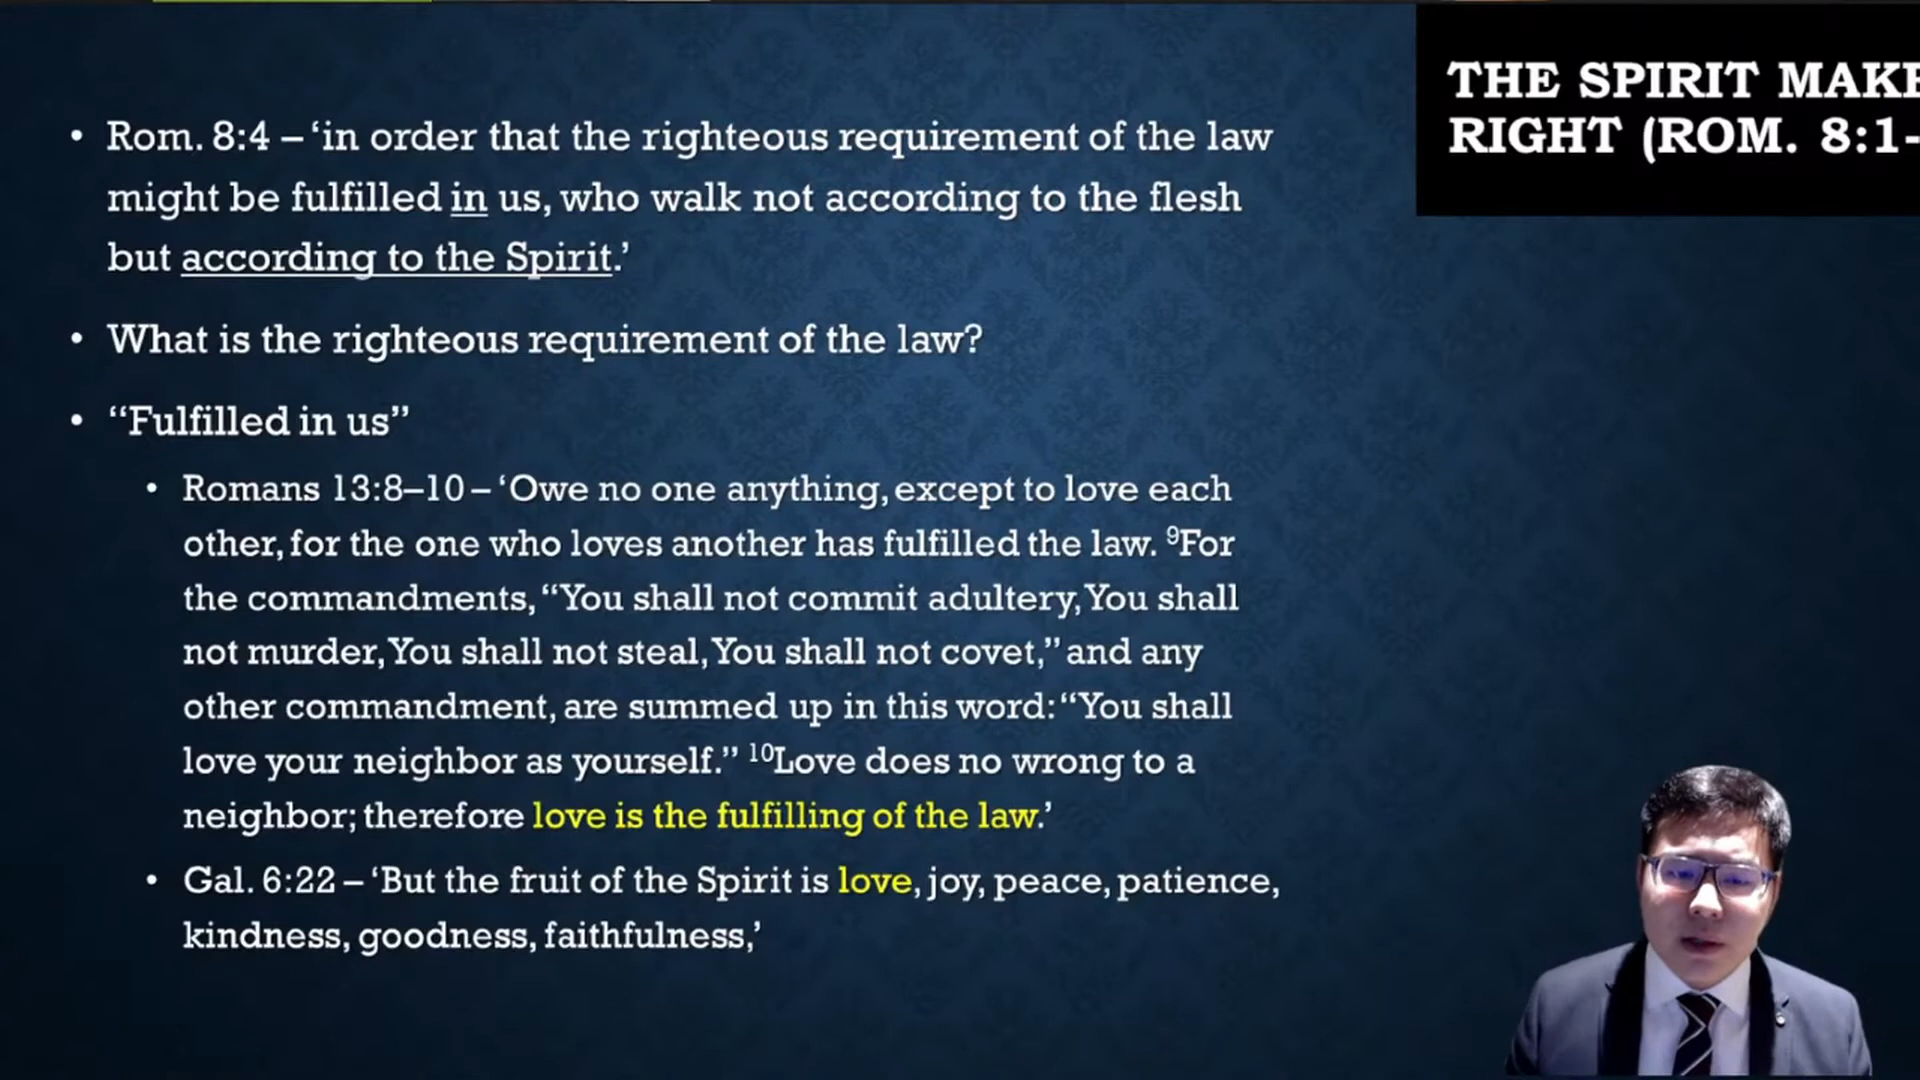 THE SPIRIT MAKE
RIGHT (ROM. 8:1-
• Rom. 8:4 – ‘in order that the righteous requirement of the law
might be fulfilled in us, who walk not according to the flesh
but according to the Spirit.’
• What is the righteous requirement of the law?
• “Fulfilled in us”
• Romans 13:8–10 – ‘Owe no one anything, except to love each
other, for the one who loves another has fulfilled the law. ⁹For
the commandments, “You shall not commit adultery, You shall
not murder, You shall not steal, You shall not covet,” and any
other commandment, are summed up in this word: “You shall
love your neighbor as yourself.” ¹⁰Love does no wrong to a
neighbor; therefore love is the fulfilling of the law.’
• Gal. 6:22 – ‘But the fruit of the Spirit is love, joy, peace, patience,
kindness, goodness, faithfulness,’